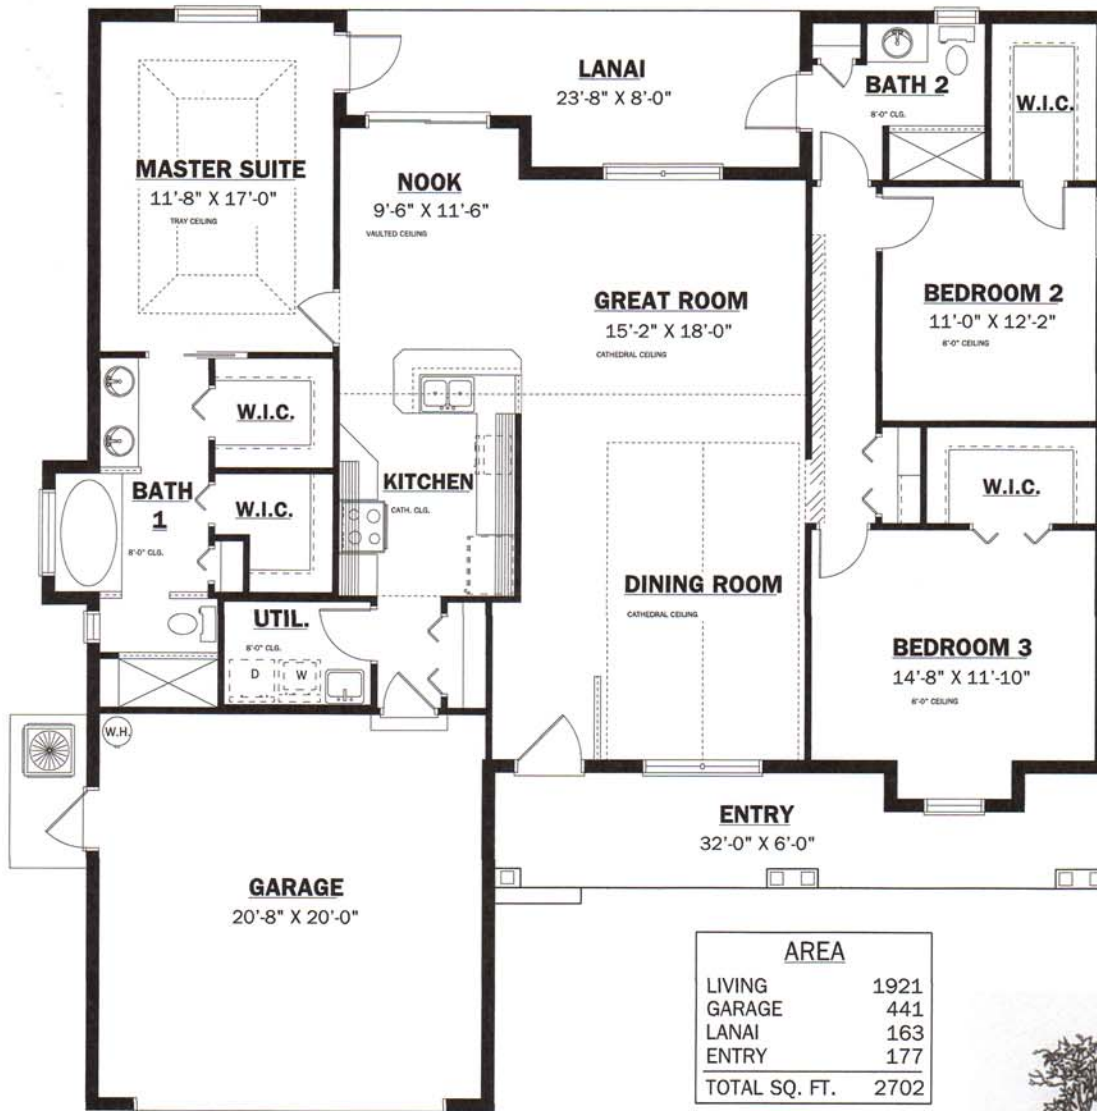 LANAI
23'-8" X 8'-0"
BATH 2
8'-0" CLG.
W.I.C.
MASTER SUITE
11'-8" X 17'-0"
TRAY CEILING
NOOK
9'-6" X 11'-6"
VAULTED CEILING
GREAT ROOM
15'-2" X 18'-0"
CATHEDRAL CEILING
BEDROOM 2
11'-0" X 12'-2"
8'-0" CEILING
W.I.C.
BATH
1
8'-0" CLG.
W.I.C.
KITCHEN
CATH. CLG.
W.I.C.
DINING ROOM
CATHEDRAL CEILING
UTIL.
8'-0" CLG.
D
W
BEDROOM 3
14'-8" X 11'-10"
8'-0" CEILING
W.H.
ENTRY
32'-0" X 6'-0"
GARAGE
20'-8" X 20'-0"
AREA
LIVING 1921
GARAGE 441
LANAI 163
ENTRY 177
TOTAL SQ. FT. 2702